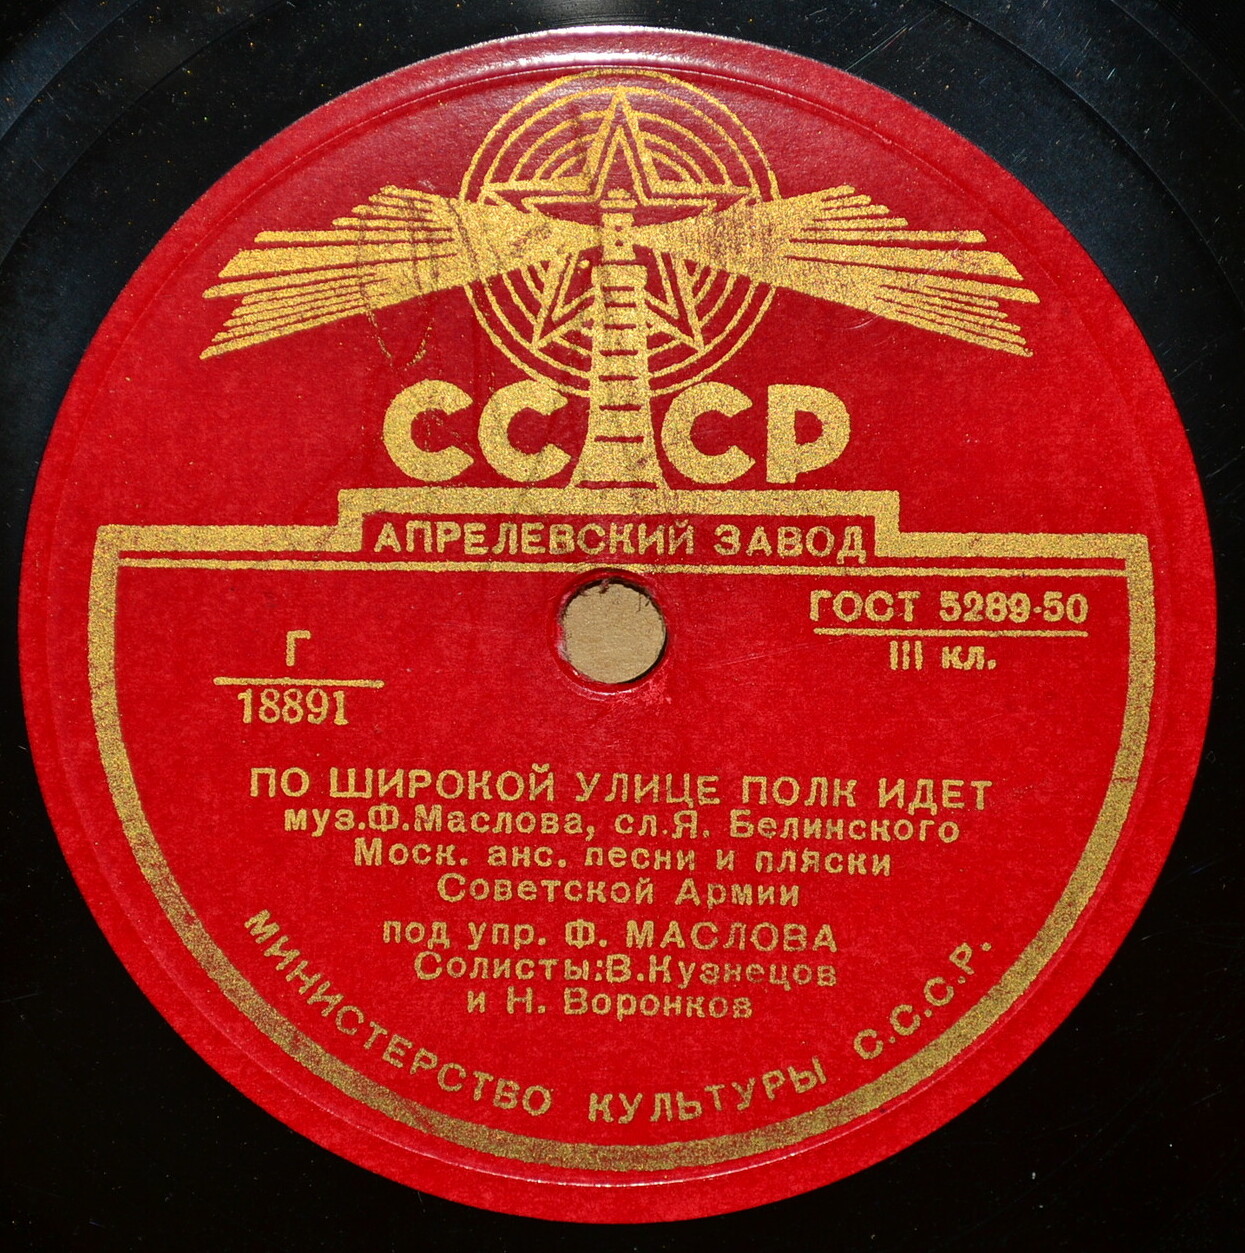 СССР
АПРЕЛЕВСКИЙ ЗАВОД
ГОСТ 5289-50
III кл.
Г
18891
ПО ШИРОКОЙ УЛИЦЕ ПОЛК ИДЕТ
муз.Ф.Маслова, сл.Я. Белинского
Моск. анс. песни и пляски
Советской Армии
под упр. Ф. МАСЛОВА
Солисты:В.Кузнецов
и Н. Воронков
МИНИСТЕРСТВО КУЛЬТУРЫ С.С.С.Р.